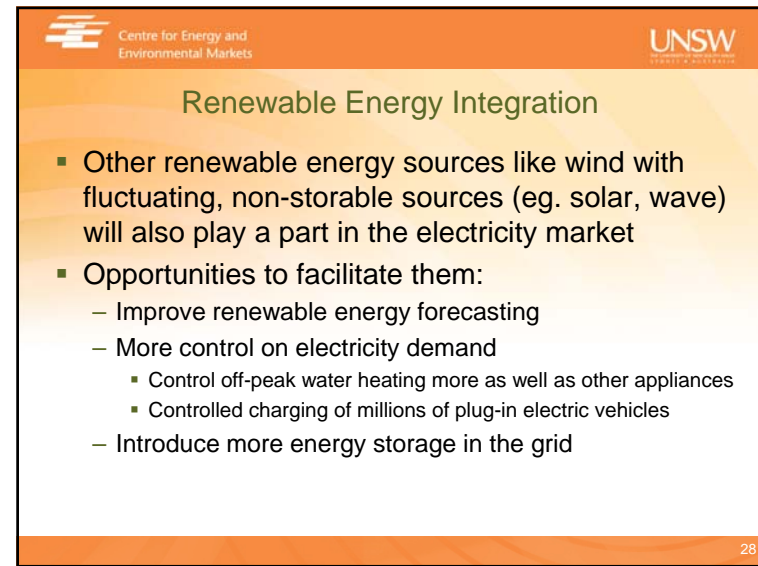 Centre for Energy and
Environmental Markets
UNSW
Renewable Energy Integration
▪ Other renewable energy sources like wind with
fluctuating, non-storable sources (eg. solar, wave)
will also play a part in the electricity market
▪ Opportunities to facilitate them:
– Improve renewable energy forecasting
– More control on electricity demand
▪ Control off-peak water heating more as well as other appliances
▪ Controlled charging of millions of plug-in electric vehicles
– Introduce more energy storage in the grid
28